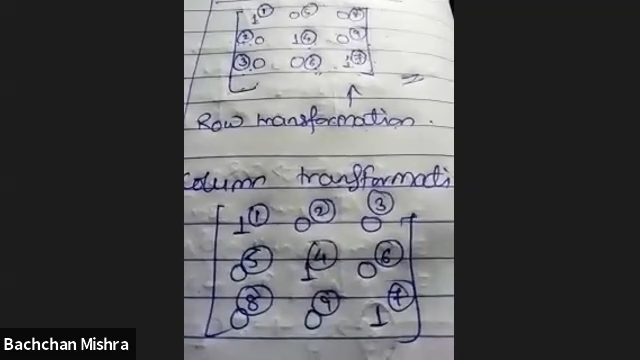 1① 0⑤ 0⑧
②0 1④ 0⑨
③0 0⑥ 1⑦
Row transformation.
column transformati
1① 0② 0③
0⑤ 1④ 0⑥
0⑧ 0⑨ 1⑦
Bachchan Mishra